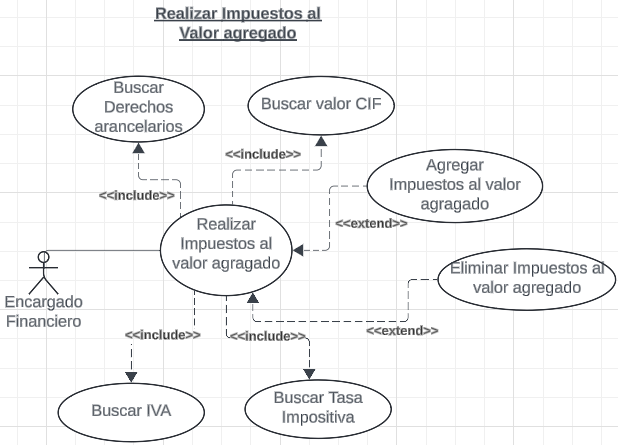 Realizar Impuestos al
Valor agregado
Buscar
Derechos
arancelarios
Buscar valor CIF
<<include>>
Agregar
Impuestos al valor
agragado
<<include>>
<<extend>>
Realizar
Impuestos al
valor agragado
Eliminar Impuestos al
valor agregado
Encargado
Financiero
<<extend>>
<<include>>
<<include>>
Buscar IVA
Buscar Tasa
Impositiva